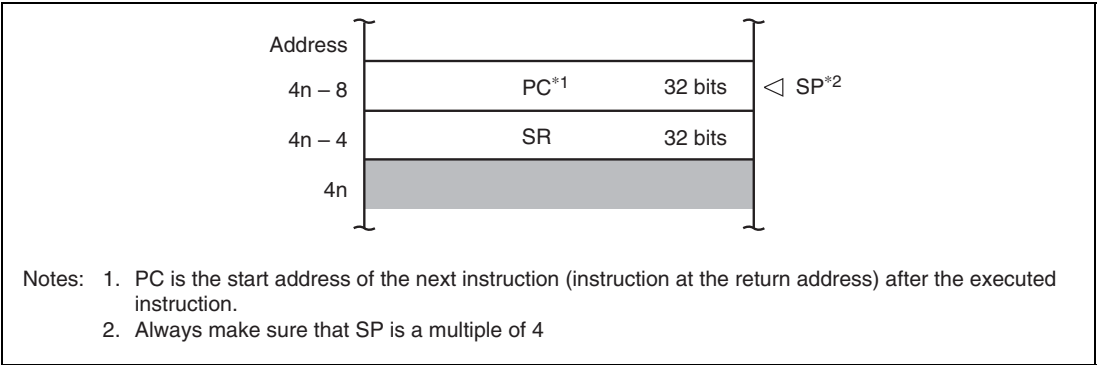 Address
4n – 8 PC*1 32 bits ◁ SP*2
4n – 4 SR 32 bits
4n
Notes: 1. PC is the start address of the next instruction (instruction at the return address) after the executed
instruction.
2. Always make sure that SP is a multiple of 4